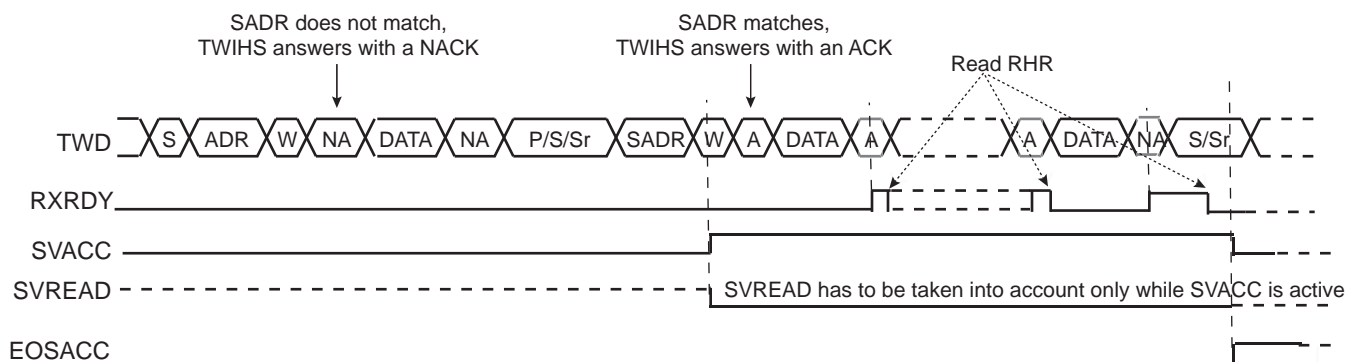 SADR does not match,
TWIHS answers with a NACK
SADR matches,
TWIHS answers with an ACK
Read RHR
TWD S ADR W NA DATA NA P/S/Sr SADR W A DATA A A DATA NA S/Sr
RXRDY
SVACC
SVREAD SVREAD has to be taken into account only while SVACC is active
EOSACC